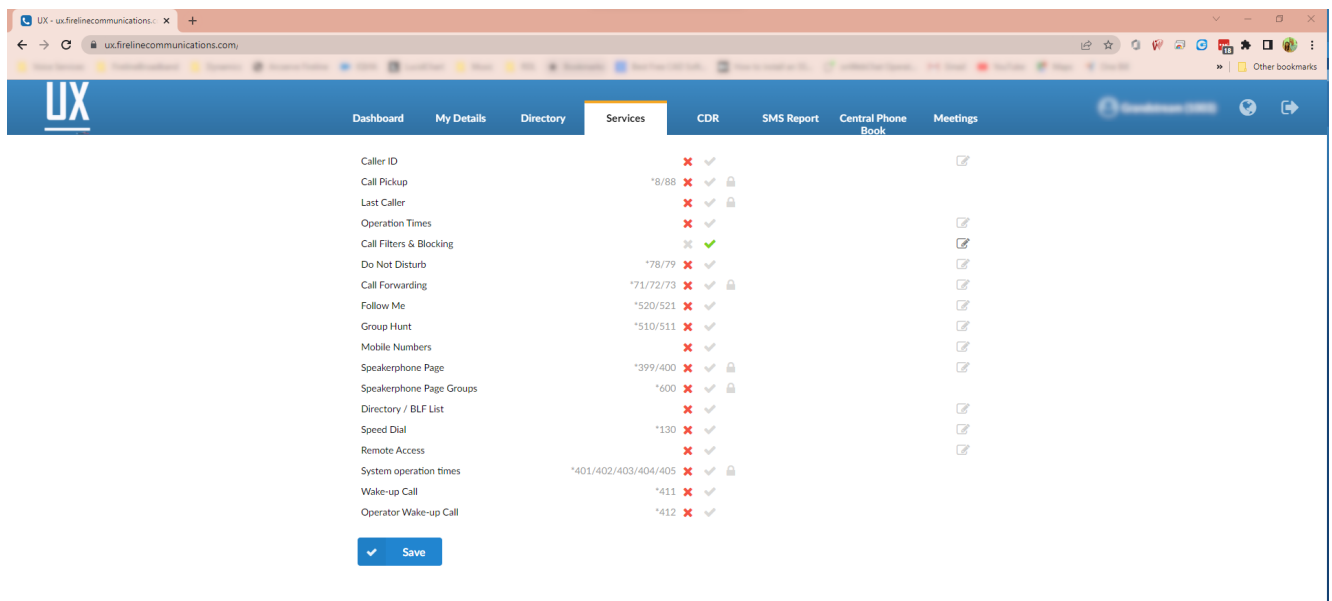 UX - ux.firelinecommunications.c
ux.firelinecommunications.com/
18
Other bookmarks
UX
Dashboard My Details Directory Services CDR SMS Report Central Phone Book Meetings
Caller ID
Call Pickup *8/88
Last Caller
Operation Times
Call Filters & Blocking
Do Not Disturb *78/79
Call Forwarding *71/72/73
Follow Me *520/521
Group Hunt *510/511
Mobile Numbers
Speakerphone Page *399/400
Speakerphone Page Groups *600
Directory / BLF List
Speed Dial *130
Remote Access
System operation times *401/402/403/404/405
Wake-up Call *411
Operator Wake-up Call *412
Save